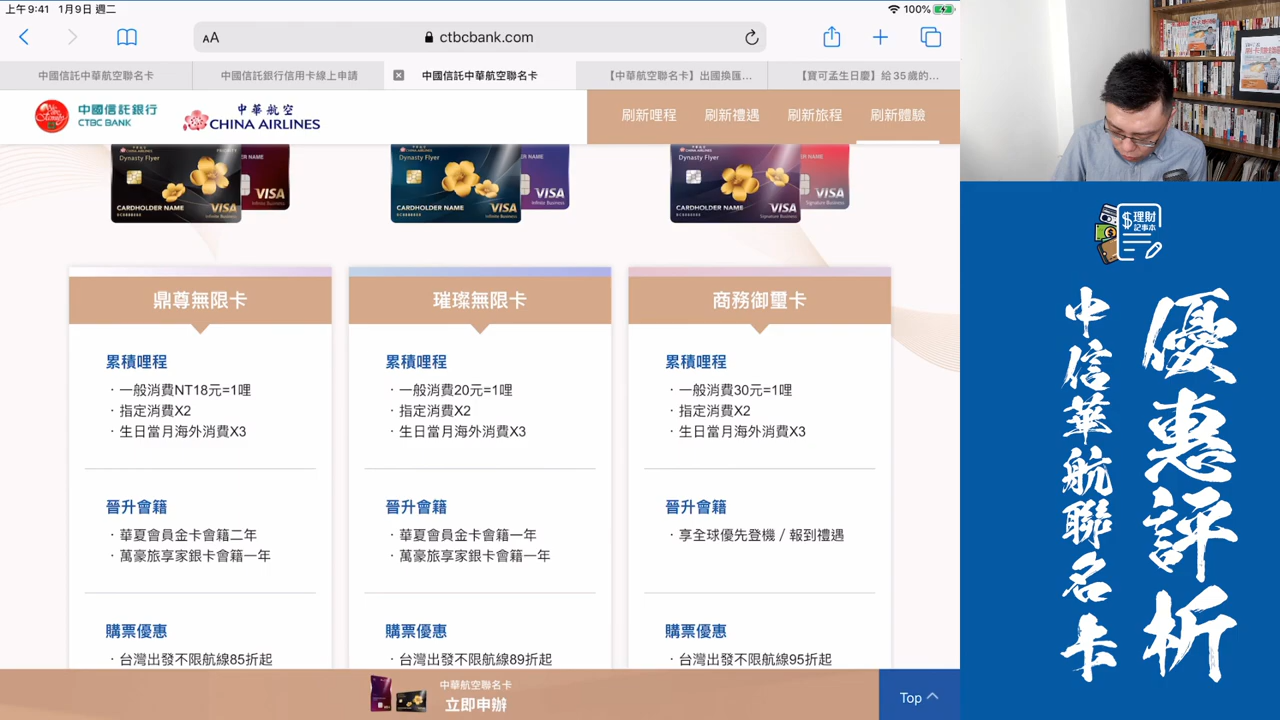 上午9:41 1月9日 週二
100%
AA
ctbcbank.com
中國信託中華航空聯名卡
中國信託銀行信用卡線上申請
中國信託中華航空聯名卡
【中華航空聯名卡】出國換匯...
【寶可孟生日慶】給35歲的...
中國信託銀行
CTBC BANK
中華航空
CHINA AIRLINES
刷新哩程
刷新禮遇
刷新旅程
刷新體驗
Dynasty Flyer
CARDHOLDER NAME
VISA
Infinite Business
VISA
Dynasty Flyer
CARDHOLDER NAME
VISA
Infinite Business
VISA
Dynasty Flyer
CARDHOLDER NAME
VISA
Signature Business
VISA
鼎尊無限卡
累積哩程
·一般消費NT18元=1哩
·指定消費X2
·生日當月海外消費X3
晉升會籍
·華夏會員金卡會籍二年
·萬豪旅享家銀卡會籍一年
購票優惠
·台灣出發不限航線85折起
璀璨無限卡
累積哩程
·一般消費20元=1哩
·指定消費X2
·生日當月海外消費X3
晉升會籍
·華夏會員金卡會籍一年
·萬豪旅享家銀卡會籍一年
購票優惠
·台灣出發不限航線89折起
商務御璽卡
累積哩程
·一般消費30元=1哩
·指定消費X2
·生日當月海外消費X3
晉升會籍
·享全球優先登機/報到禮遇
購票優惠
·台灣出發不限航線95折起
中華航空聯名卡
立即申辦
Top
$理財
記事本
優惠評析
中信華航聯名卡